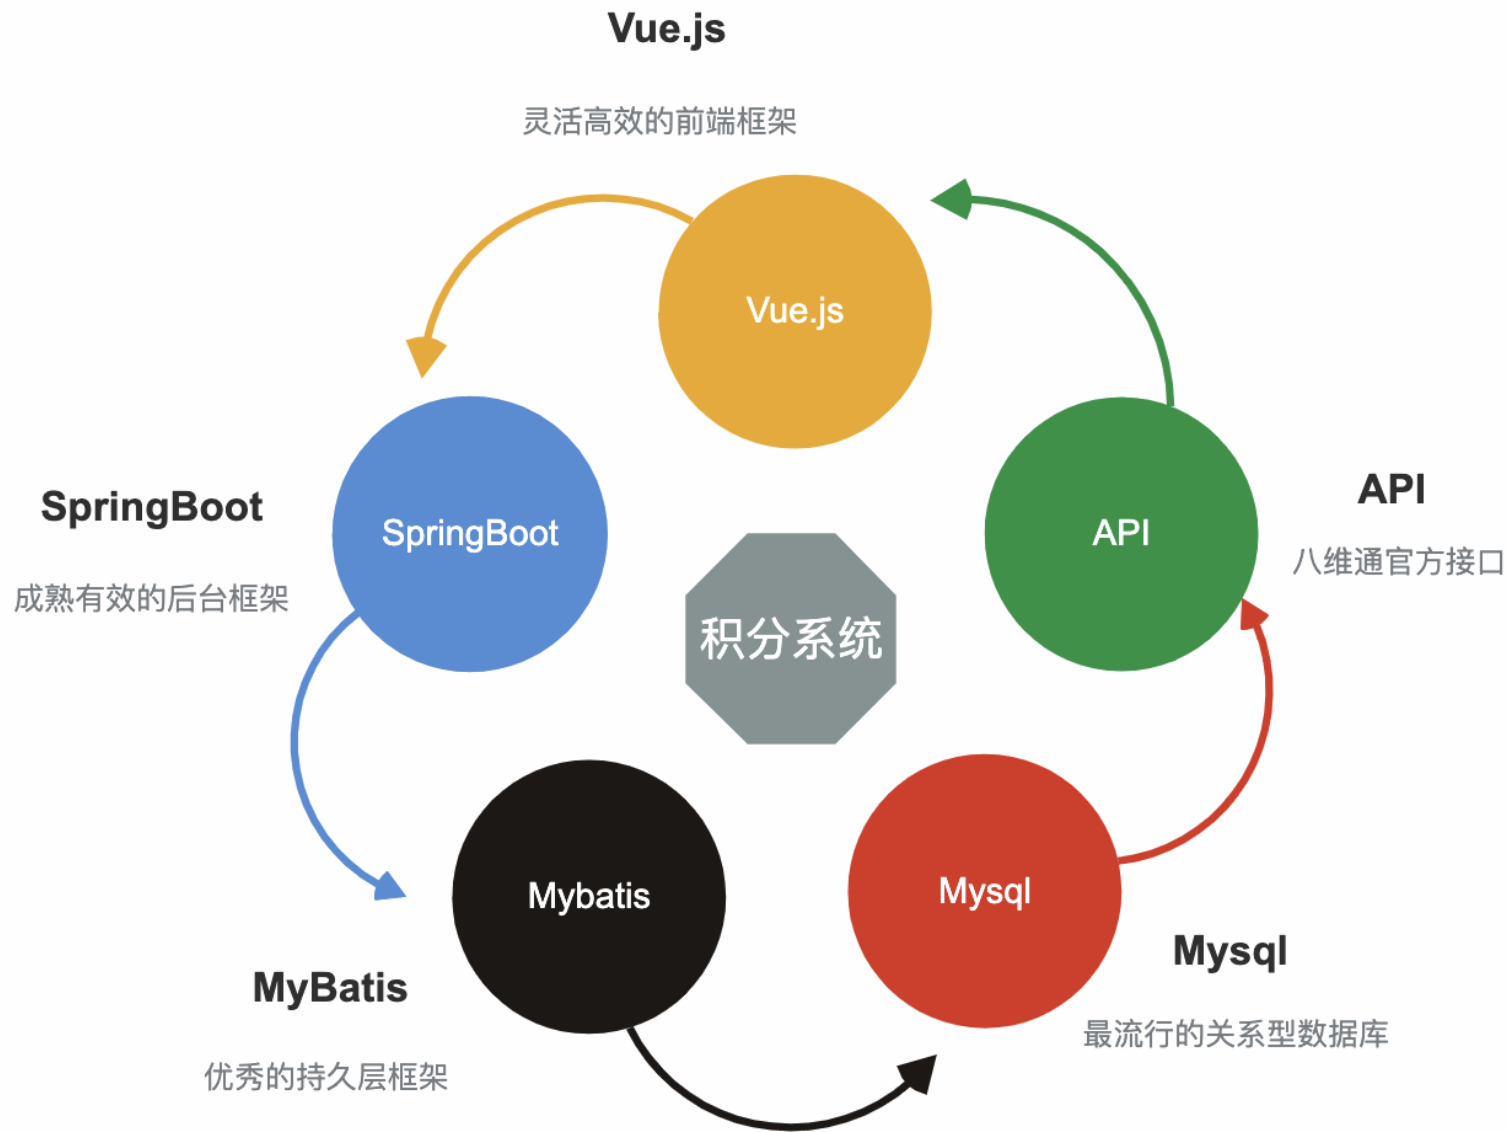 Vue.js
灵活高效的前端框架
Vue.js
SpringBoot
成熟有效的后台框架
SpringBoot
API
API
八维通官方接口
积分系统
Mybatis
MyBatis
优秀的持久层框架
Mysql
Mysql
最流行的关系型数据库